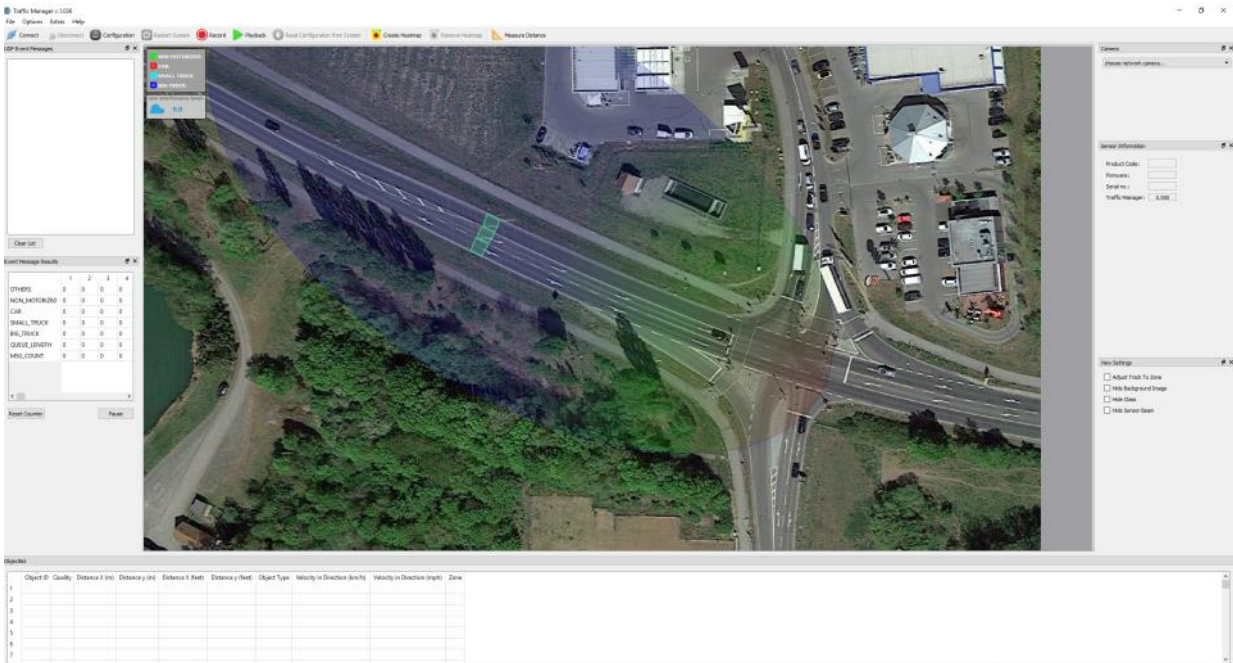 Traffic Manager v.1.026
File Options Extras Help
Connect Disconnect Configuration Restart System Record Playback Read Configuration from System Create Heatmap Remove Heatmap Measure Distance
UDP Event Messages
Clear List
Event Message Results
1 2 3 4
OTHERS 0 0 0 0
NON_MOTORIZED 0 0 0 0
CAR 0 0 0 0
SMALL_TRUCK 0 0 0 0
BIG_TRUCK 0 0 0 0
QUEUE_LENGTH 0 0 0 0
MSG_COUNT 0 0 0 0
Reset Counter Pause
NON MOTORIZED
CAR
SMALL TRUCK
BIG TRUCK
0.0
Camera
choose network camera...
Sensor Information
Product Code:
Firmware:
Serial no :
Traffic Manager: 0.000
View Settings
Adjust Track To Zone
Hide Background Image
Hide Class
Hide Sensor Beam
Objectlist
Object ID Quality Distance X (m) Distance y (m) Distance X (feet) Distance y (feet) Object Type Velocity in Direction (km/h) Velocity in Direction (mph) Zone
1
2
3
4
5
6
7